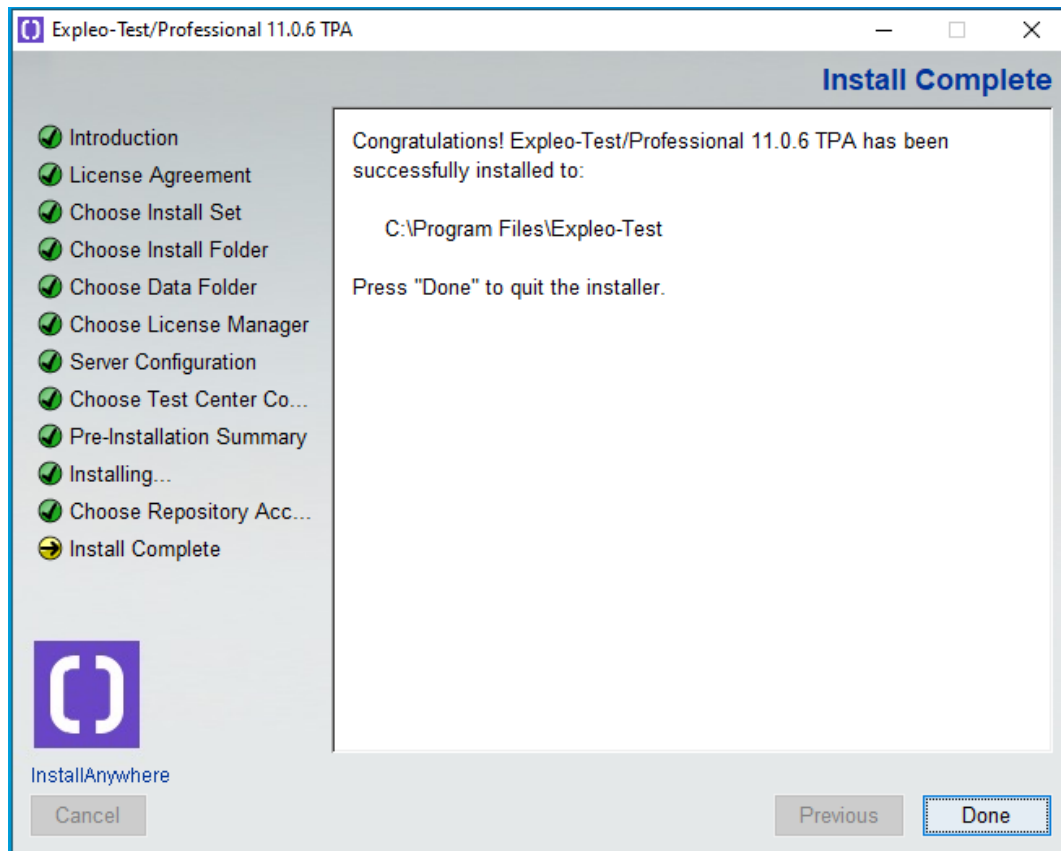 Expleo-Test/Professional 11.0.6 TPA
Install Complete
Introduction
License Agreement
Choose Install Set
Choose Install Folder
Choose Data Folder
Choose License Manager
Server Configuration
Choose Test Center Co...
Pre-Installation Summary
Installing...
Choose Repository Acc...
Install Complete
Congratulations! Expleo-Test/Professional 11.0.6 TPA has been
successfully installed to:
C:\Program Files\Expleo-Test
Press "Done" to quit the installer.
InstallAnywhere
Cancel
Previous
Done